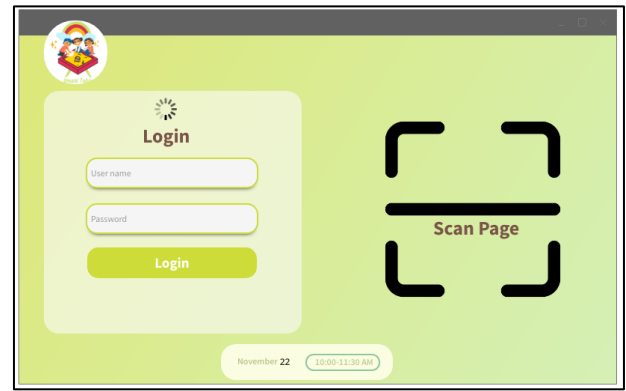 Login
User name
Password
Login
Scan Page
November 22
10:00-11:30 AM